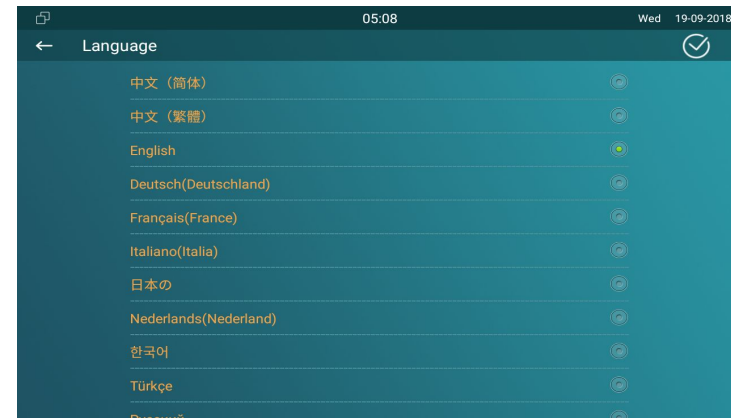 05:08 Wed 19-09-2018
Language
中文（简体）
中文（繁體）
English
Deutsch(Deutschland)
Français(France)
Italiano(Italia)
日本の
Nederlands(Nederland)
한국어
Türkçe